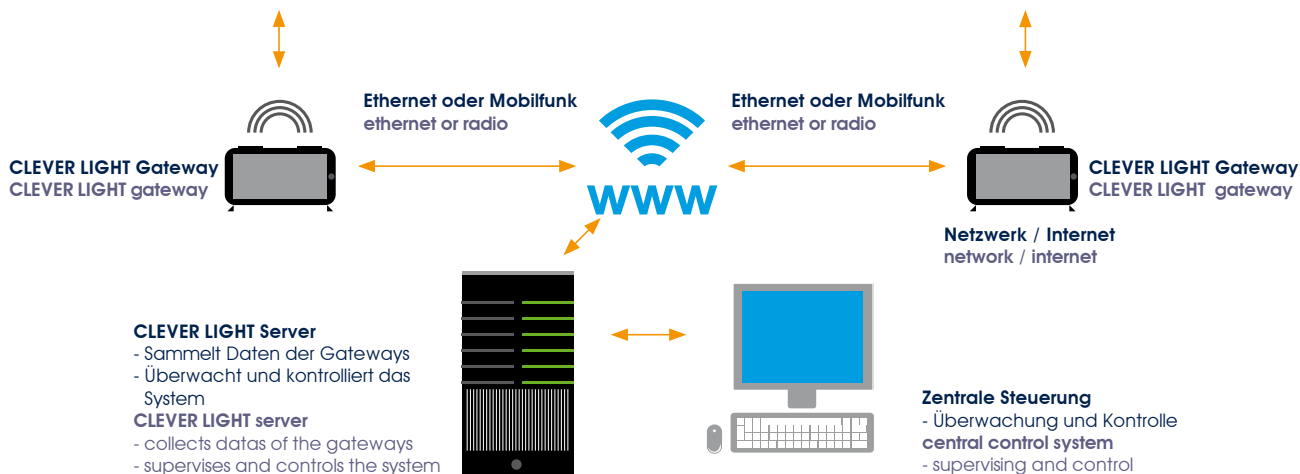 Ethernet oder Mobilfunk
ethernet or radio
Ethernet oder Mobilfunk
ethernet or radio
CLEVER LIGHT Gateway
CLEVER LIGHT gateway
www
CLEVER LIGHT Gateway
CLEVER LIGHT gateway
Netzwerk / Internet
network / internet
CLEVER LIGHT Server
- Sammelt Daten der Gateways
- Überwacht und kontrolliert das
System
CLEVER LIGHT server
- collects datas of the gateways
- supervises and controls the system
Zentrale Steuerung
- Überwachung und Kontrolle
central control system
- supervising and control